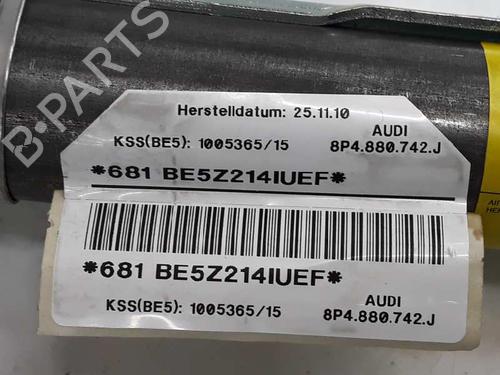 B-PARTS
Herstelldatum: 25.11.10
KSS(BE5): 1005365/15
AUDI
8P4.880.742.J
*681 BE5Z214IUEF*
*681 BE5Z214IUEF*
KSS(BE5): 1005365/15
AUDI
8P4.880.742.J